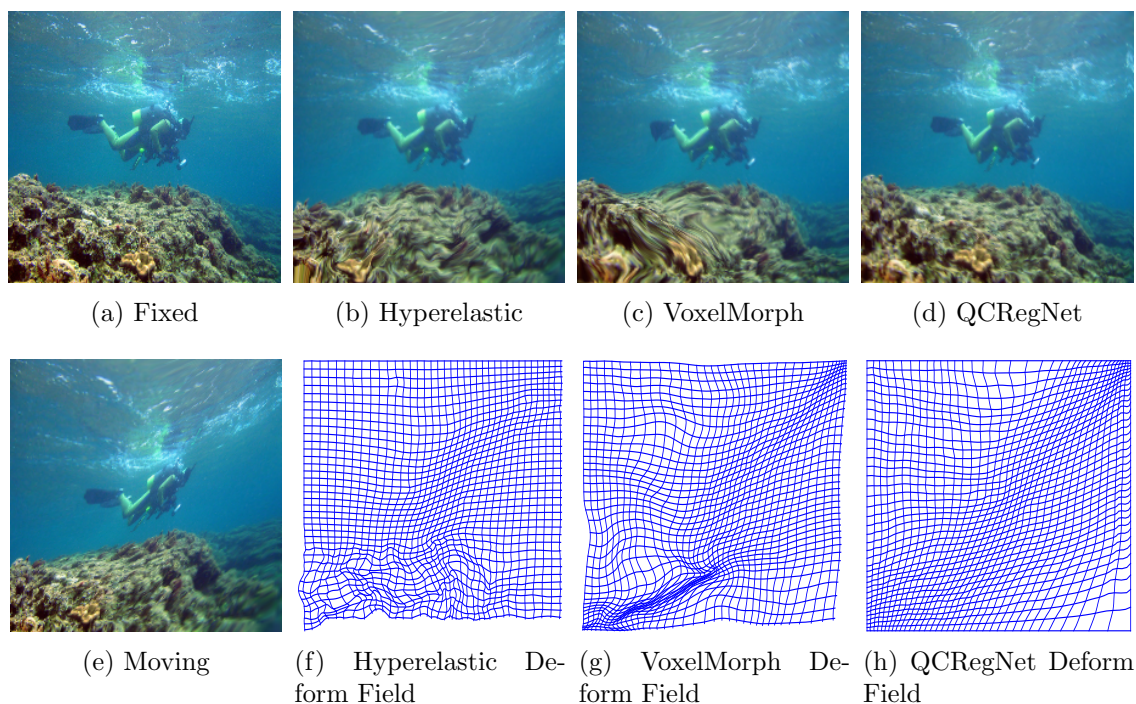 (a) Fixed
(b) Hyperelastic
(c) VoxelMorph
(d) QCRegNet
(e) Moving
(f) Hyperelastic De-
form Field
(g) VoxelMorph De-
form Field
(h) QCRegNet Deform
Field